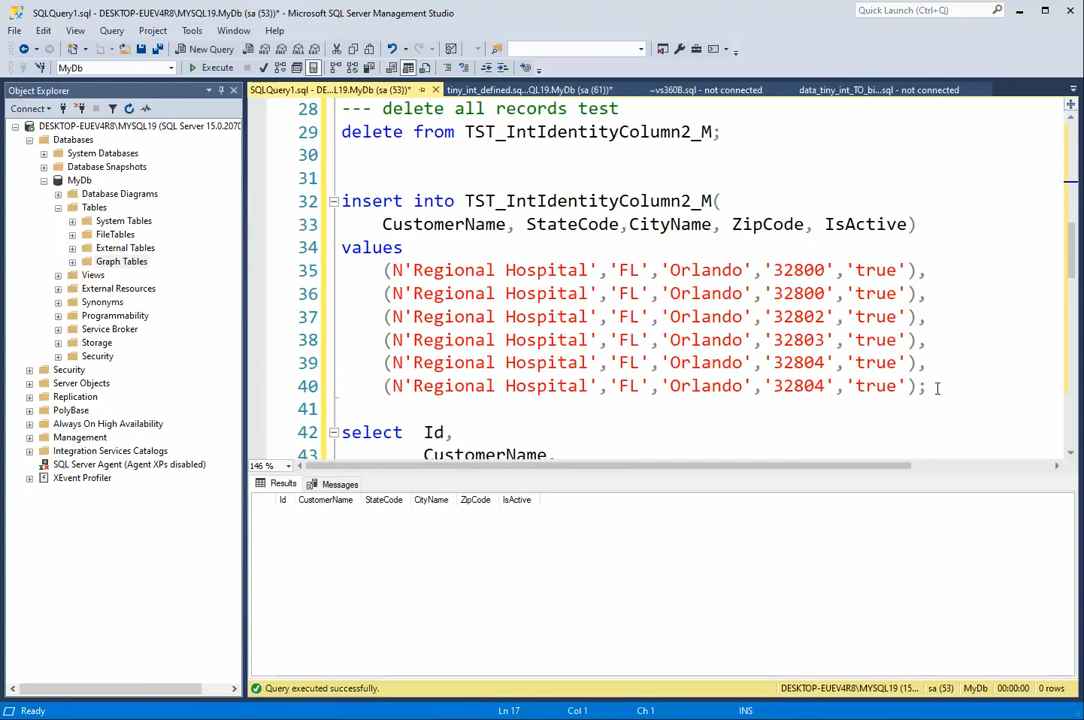 SQLQuery1.sql - DESKTOP-EUEV4R8\MYSQL19.MyDb (sa (53))* - Microsoft SQL Server Management Studio
Quick Launch (Ctrl+Q)
File Edit View Query Project Tools Window Help
New Query
MyDb Execute
Object Explorer
SQLQuery1.sql - DE...L19.MyDb (sa (53))* tiny_int_defined.sq...QL19.MyDb (sa (61))* ~vs360B.sql - not connected data_tiny_int_TO_bi...sql - not connected
Connect
DESKTOP-EUEV4R8\MYSQL19 (SQL Server 15.0.2070
Databases
System Databases
Database Snapshots
MyDb
Database Diagrams
Tables
System Tables
FileTables
External Tables
Graph Tables
Views
External Resources
Synonyms
Programmability
Service Broker
Storage
Security
Security
Server Objects
Replication
PolyBase
Always On High Availability
Management
Integration Services Catalogs
SQL Server Agent (Agent XPs disabled)
XEvent Profiler
28 --- delete all records test
29 delete from TST_IntIdentityColumn2_M;
30
31
32 insert into TST_IntIdentityColumn2_M(
33 CustomerName, StateCode,CityName, ZipCode, IsActive)
34 values
35 (N'Regional Hospital','FL','Orlando','32800','true'),
36 (N'Regional Hospital','FL','Orlando','32800','true'),
37 (N'Regional Hospital','FL','Orlando','32802','true'),
38 (N'Regional Hospital','FL','Orlando','32803','true'),
39 (N'Regional Hospital','FL','Orlando','32804','true'),
40 (N'Regional Hospital','FL','Orlando','32804','true');
41
42 select Id,
43 CustomerName,
146 %
Results Messages
Id CustomerName StateCode CityName ZipCode IsActive
Query executed successfully. DESKTOP-EUEV4R8\MYSQL19 (15... sa (53) MyDb 00:00:00 0 rows
Ready Ln 17 Col 1 Ch 1 INS